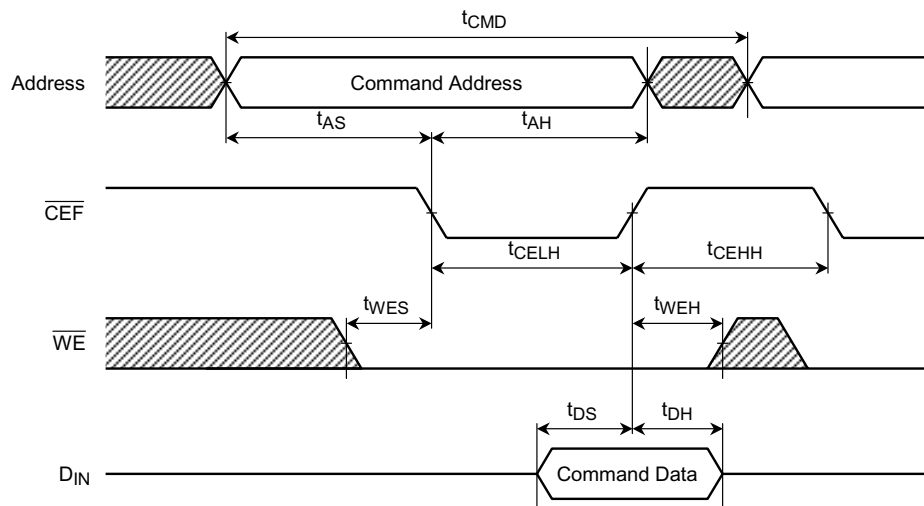 tCMD
Address
Command Address
tAS
tAH
CEF
tCELH
tCEHH
tWES
tWEH
WE
tDS
tDH
DIN
Command Data